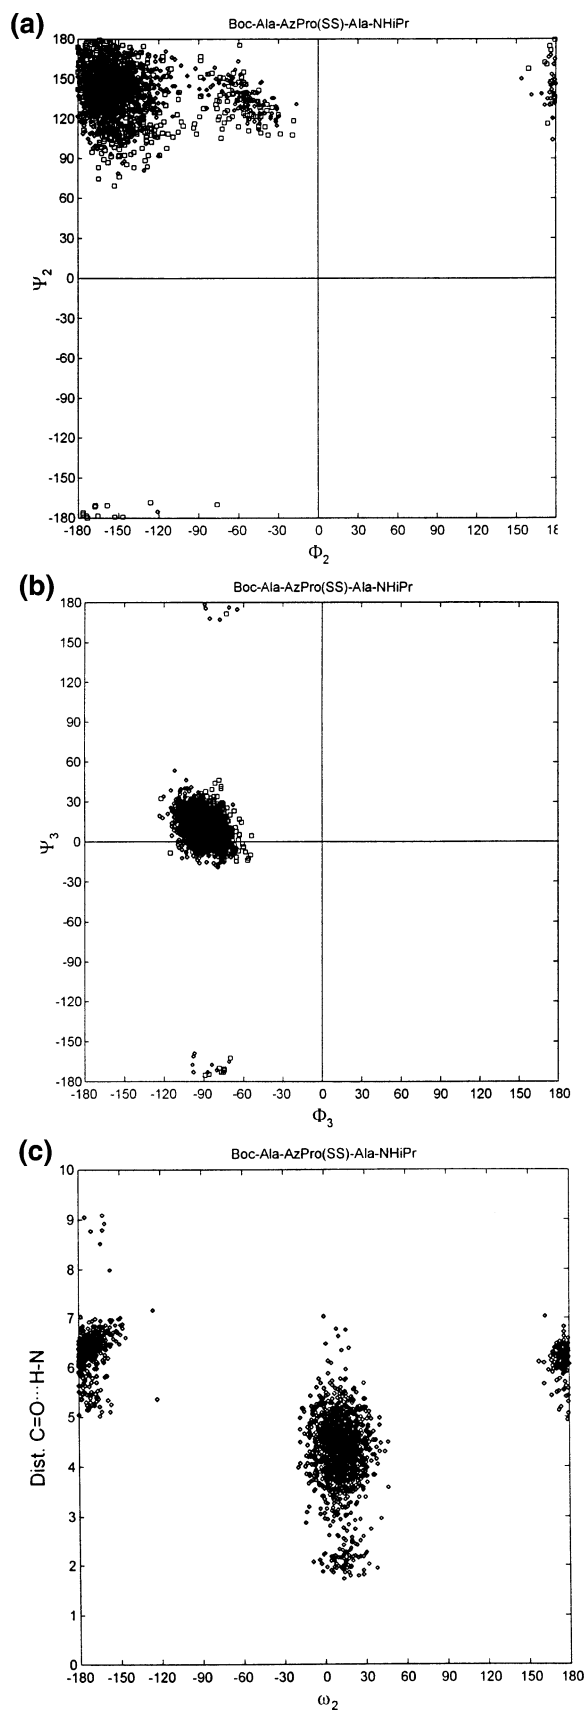 (a)
Boc-Ala-AzPro(SS)-Ala-NHiPr
180
150
120
90
60
30
0
-30
-60
-90
-120
-150
-180
Ψ2
-180 -150 -120 -90 -60 -30 0 30 60 90 120 150 18
Φ2
(b)
Boc-Ala-AzPro(SS)-Ala-NHiPr
180
150
120
90
60
30
0
-30
-60
-90
-120
-150
-180
Ψ3
-180 -150 -120 -90 -60 -30 0 30 60 90 120 150 180
Φ3
(c)
Boc-Ala-AzPro(SS)-Ala-NHiPr
10
9
8
7
6
5
4
3
2
1
0
Dist. C=O···H-N
-180 -150 -120 -90 -60 -30 0 30 60 90 120 150 180
ω2